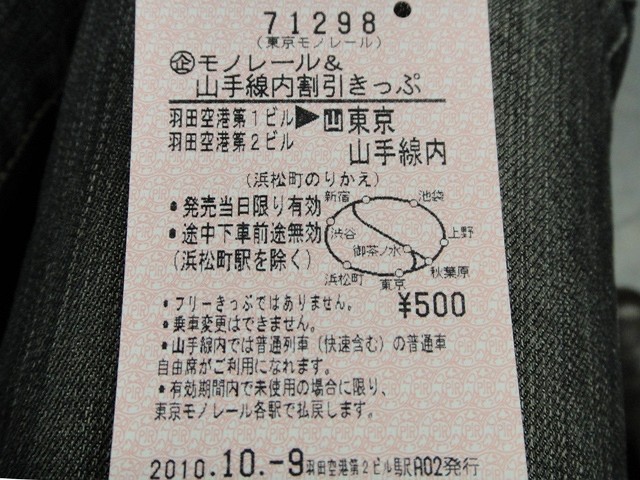 71298
(東京モノレール)
企 モノレール&
山手線内割引きっぷ
羽田空港第1ビル ▶ 山 東京
羽田空港第2ビル 山手線内
(浜松町のりかえ)
・発売当日限り有効
・途中下車前途無効
(浜松町駅を除く)
新宿 池袋
渋谷 上野
御茶ノ水
秋葉原
浜松町 東京
¥500
・フリーきっぷではありません。
・乗車変更はできません。
・山手線内では普通列車(快速含む)の普通車
自由席がご利用になれます。
・有効期間内で未使用の場合に限り、
東京モノレール各駅で払戻します。
2010.10.-9 羽田空港第2ビル駅A02発行